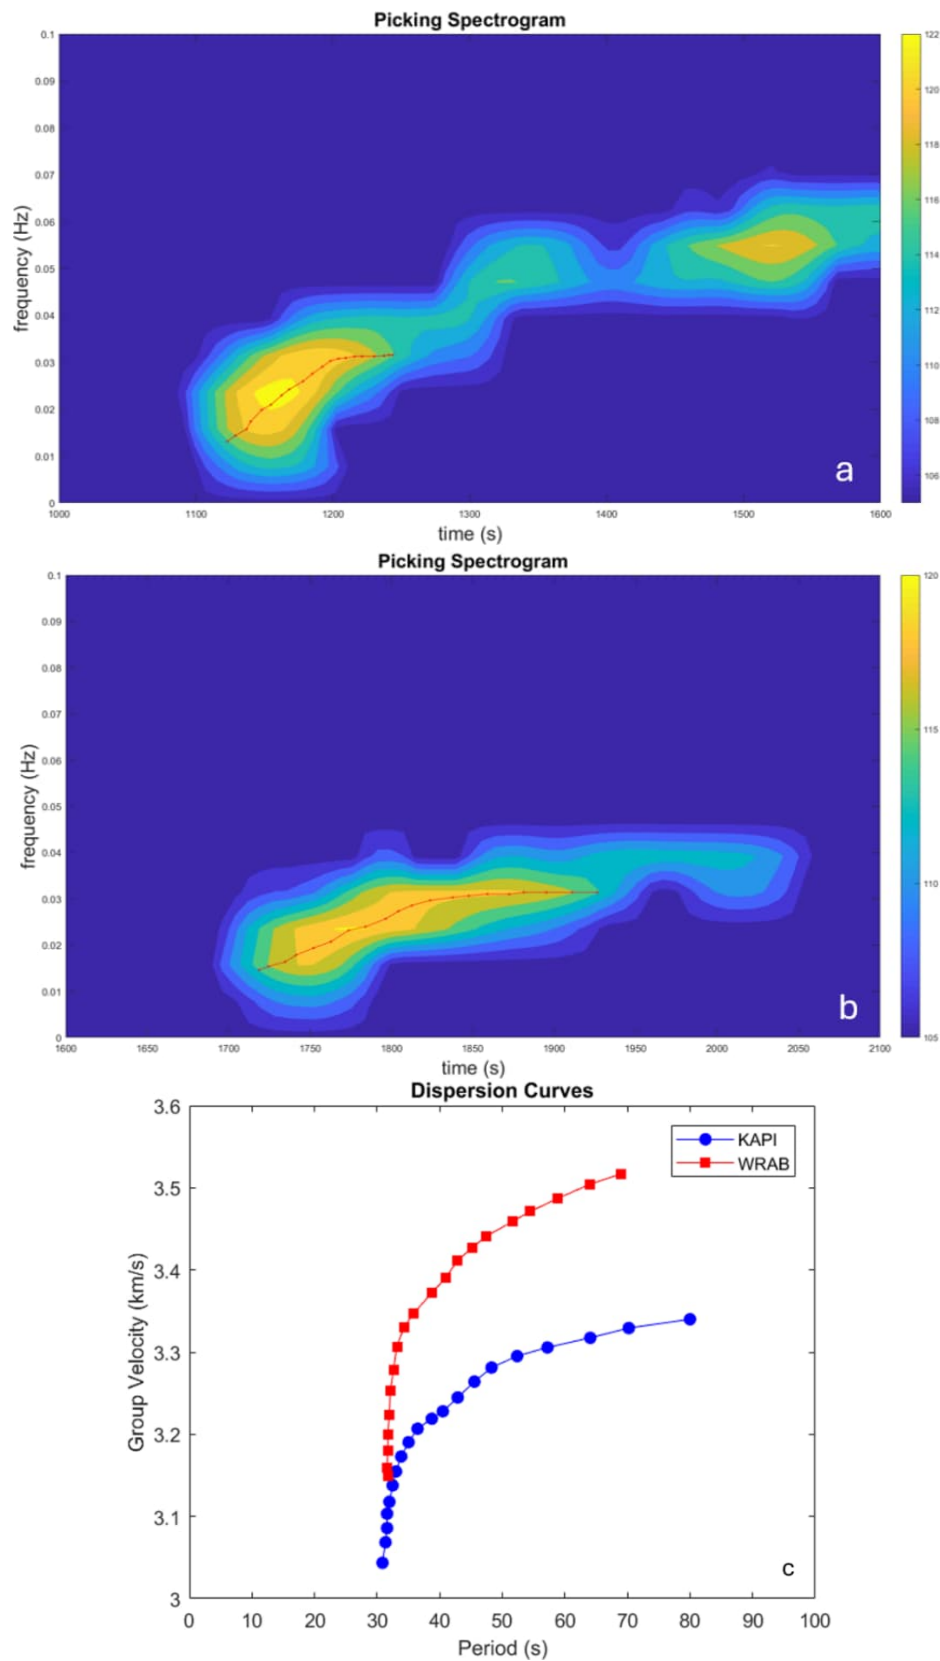 Picking Spectrogram
0.1
0.09
0.08
0.07
0.06
0.05
0.04
0.03
0.02
0.01
0
frequency (Hz)
1000 1100 1200 1300 1400 1500 1600
time (s)
122
120
118
116
114
112
110
108
106
a
Picking Spectrogram
0.1
0.09
0.08
0.07
0.06
0.05
0.04
0.03
0.02
0.01
0
frequency (Hz)
1600 1650 1700 1750 1800 1850 1900 1950 2000 2050 2100
time (s)
120
115
110
105
b
Dispersion Curves
3.6
3.5
3.4
3.3
3.2
3.1
3
Group Velocity (km/s)
KAPI
WRAB
c
0 10 20 30 40 50 60 70 80 90 100
Period (s)